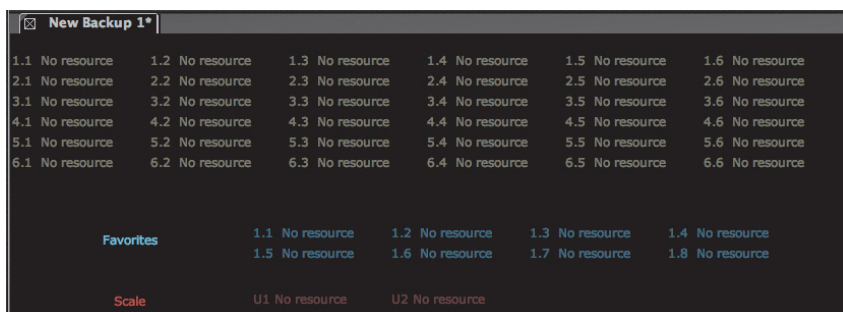 New Backup 1*
1.1 No resource 1.2 No resource 1.3 No resource 1.4 No resource 1.5 No resource 1.6 No resource
2.1 No resource 2.2 No resource 2.3 No resource 2.4 No resource 2.5 No resource 2.6 No resource
3.1 No resource 3.2 No resource 3.3 No resource 3.4 No resource 3.5 No resource 3.6 No resource
4.1 No resource 4.2 No resource 4.3 No resource 4.4 No resource 4.5 No resource 4.6 No resource
5.1 No resource 5.2 No resource 5.3 No resource 5.4 No resource 5.5 No resource 5.6 No resource
6.1 No resource 6.2 No resource 6.3 No resource 6.4 No resource 6.5 No resource 6.6 No resource
Favorites
1.1 No resource 1.2 No resource 1.3 No resource 1.4 No resource
1.5 No resource 1.6 No resource 1.7 No resource 1.8 No resource
Scale U1 No resource U2 No resource